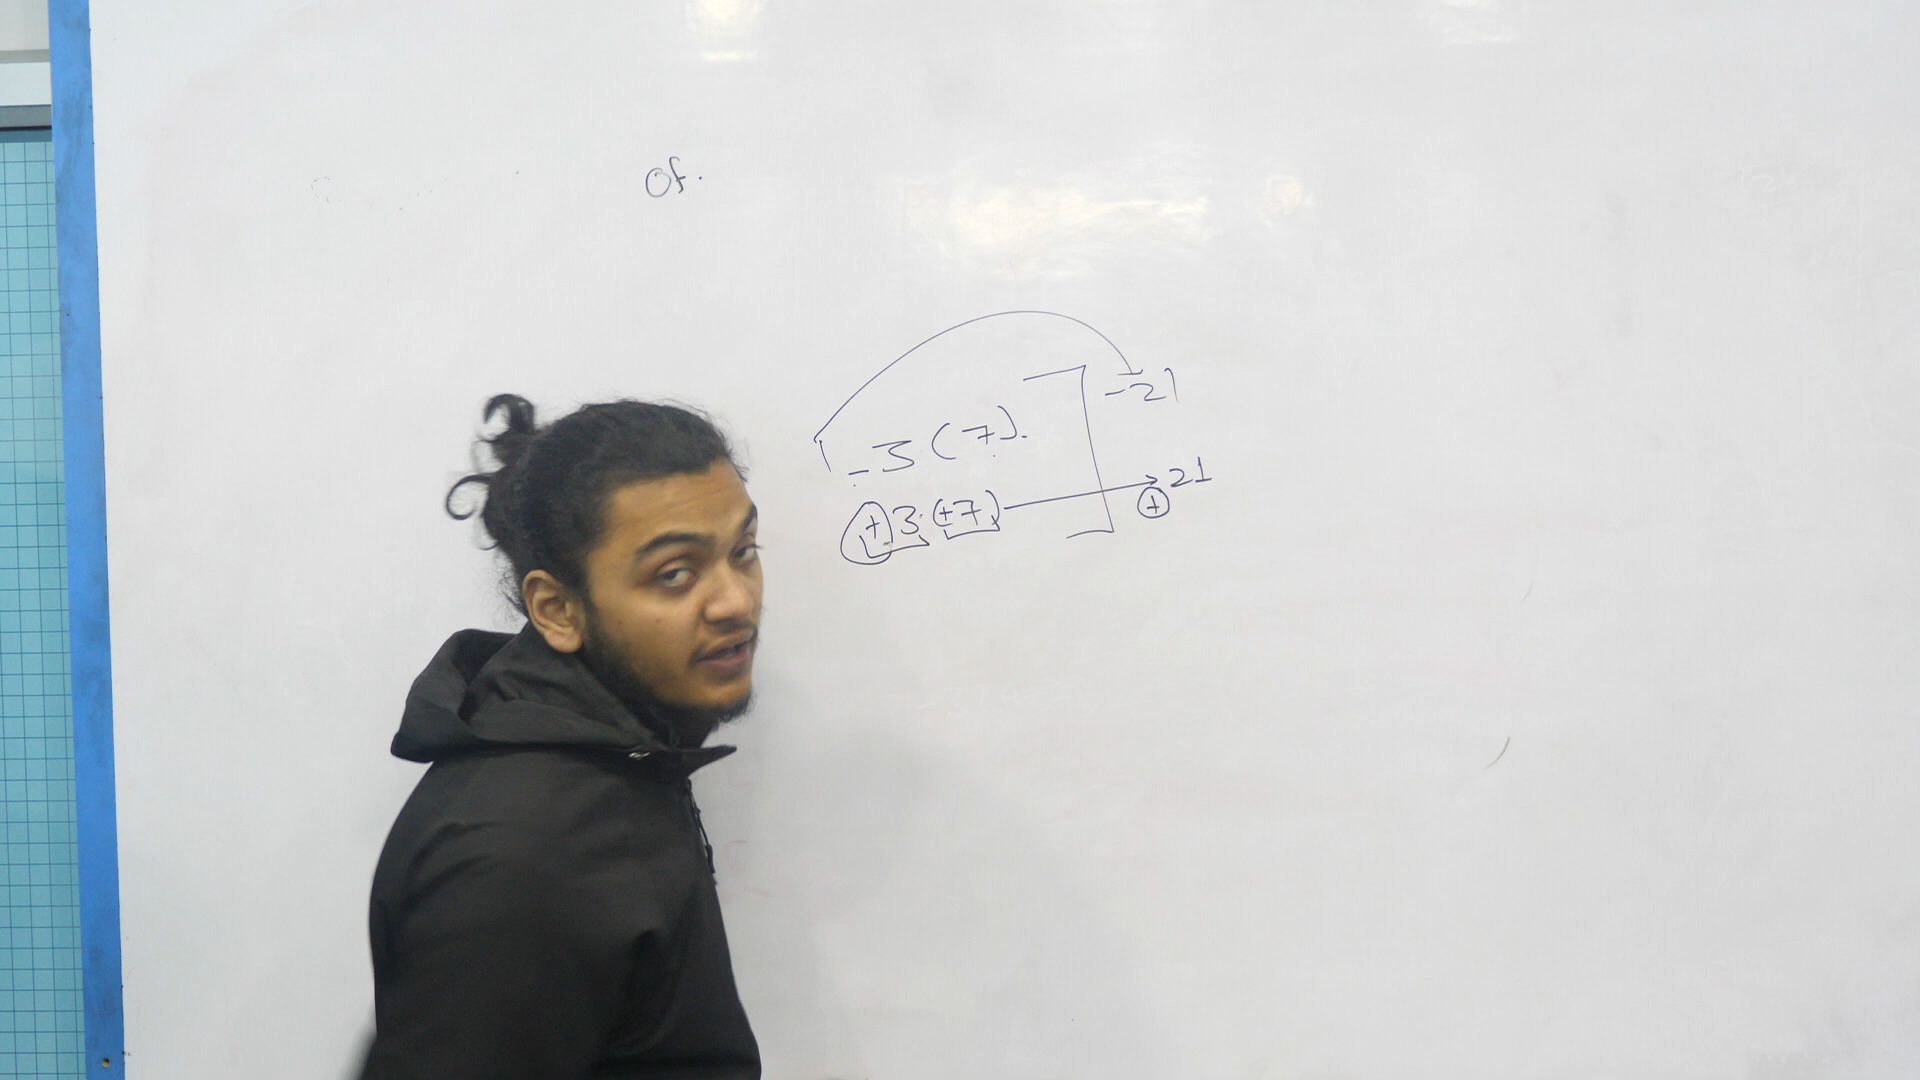 Of.
-21
-3(7).
+3(+7) → 21
+